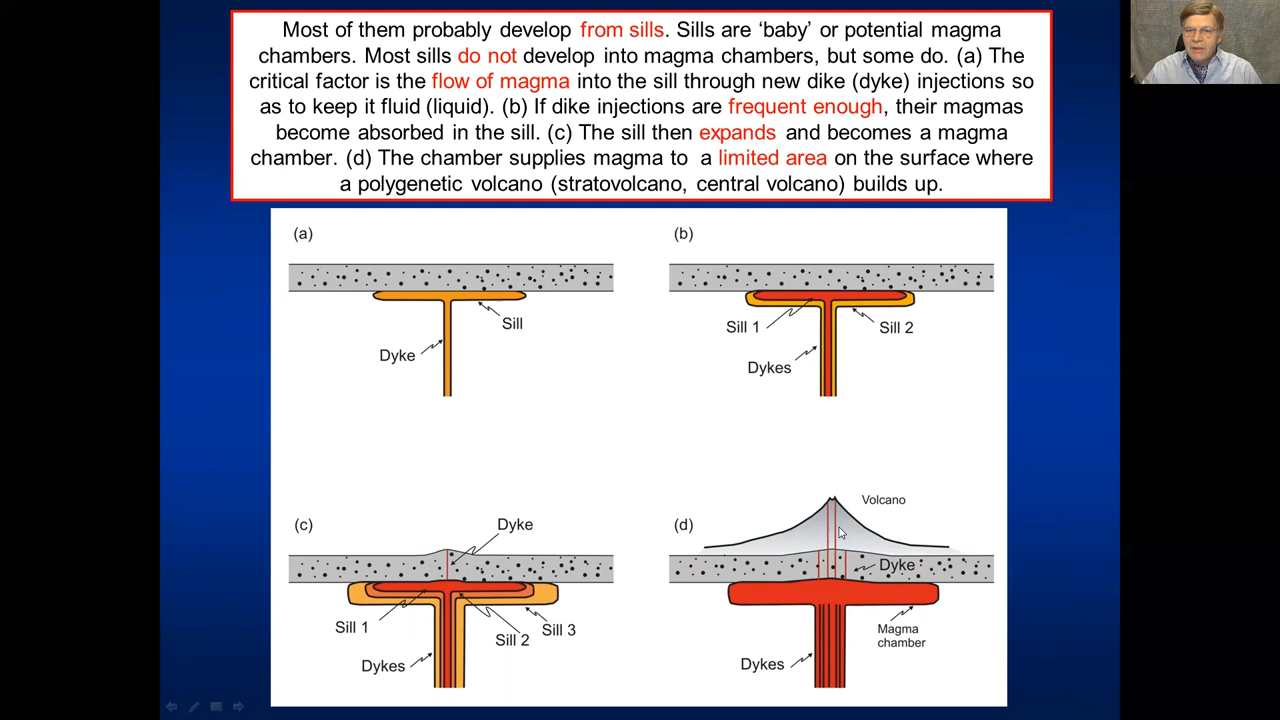 Most of them probably develop from sills. Sills are ‘baby’ or potential magma
chambers. Most sills do not develop into magma chambers, but some do. (a) The
critical factor is the flow of magma into the sill through new dike (dyke) injections so
as to keep it fluid (liquid). (b) If dike injections are frequent enough, their magmas
become absorbed in the sill. (c) The sill then expands and becomes a magma
chamber. (d) The chamber supplies magma to a limited area on the surface where
a polygenetic volcano (stratovolcano, central volcano) builds up.
(a)
Sill
Dyke
(b)
Sill 1
Sill 2
Dykes
(c)
Dyke
Sill 1
Sill 2
Sill 3
Dykes
(d)
Volcano
Dyke
Magma
chamber
Dykes